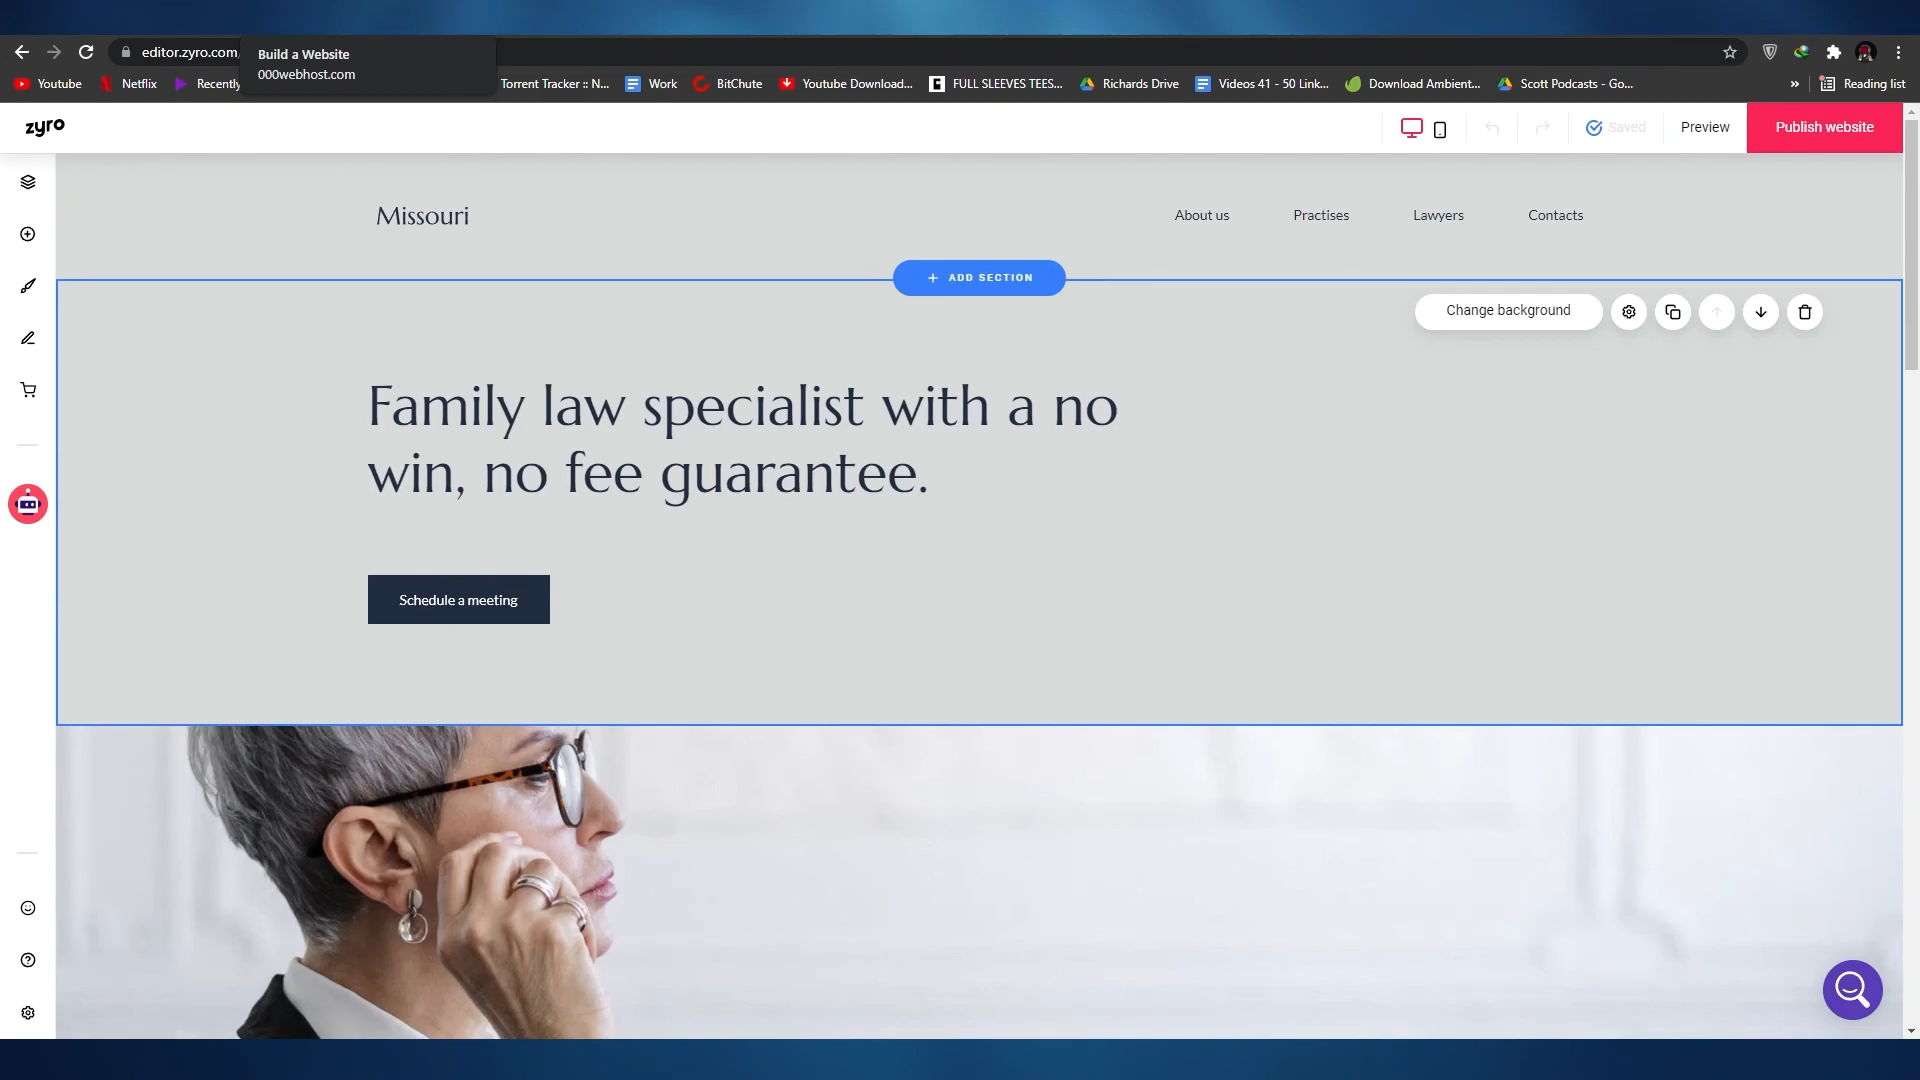 editor.zyro.com
Build a Website
000webhost.com
Youtube
Netflix
Recently
Torrent Tracker :: N...
Work
BitChute
Youtube Download...
FULL SLEEVES TEES...
Richards Drive
Videos 41 - 50 Link...
Download Ambient...
Scott Podcasts - Go...
»
Reading list
zyro
Saved
Preview
Publish website
Missouri
About us
Practises
Lawyers
Contacts
+ ADD SECTION
Change background
Family law specialist with a no
win, no fee guarantee.
Schedule a meeting